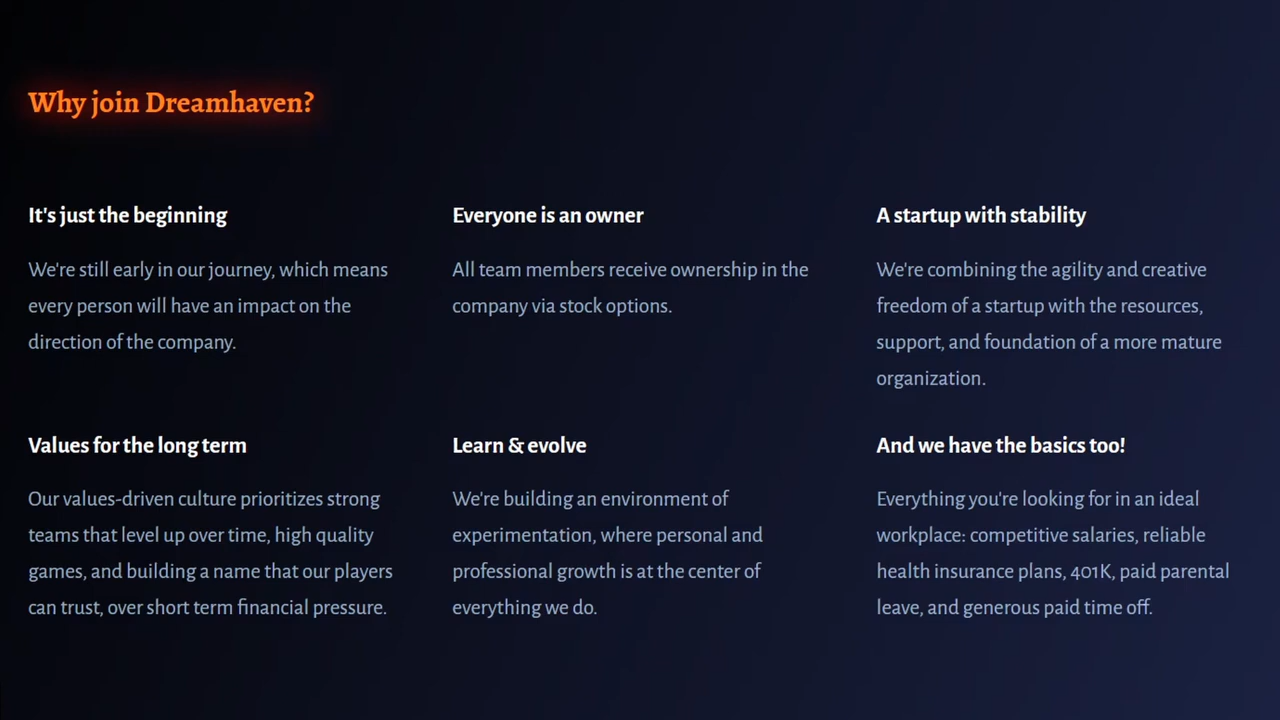 Why join Dreamhaven?
It's just the beginning
We're still early in our journey, which means
every person will have an impact on the
direction of the company.
Everyone is an owner
All team members receive ownership in the
company via stock options.
A startup with stability
We're combining the agility and creative
freedom of a startup with the resources,
support, and foundation of a more mature
organization.
Values for the long term
Our values-driven culture prioritizes strong
teams that level up over time, high quality
games, and building a name that our players
can trust, over short term financial pressure.
Learn & evolve
We're building an environment of
experimentation, where personal and
professional growth is at the center of
everything we do.
And we have the basics too!
Everything you're looking for in an ideal
workplace: competitive salaries, reliable
health insurance plans, 401K, paid parental
leave, and generous paid time off.